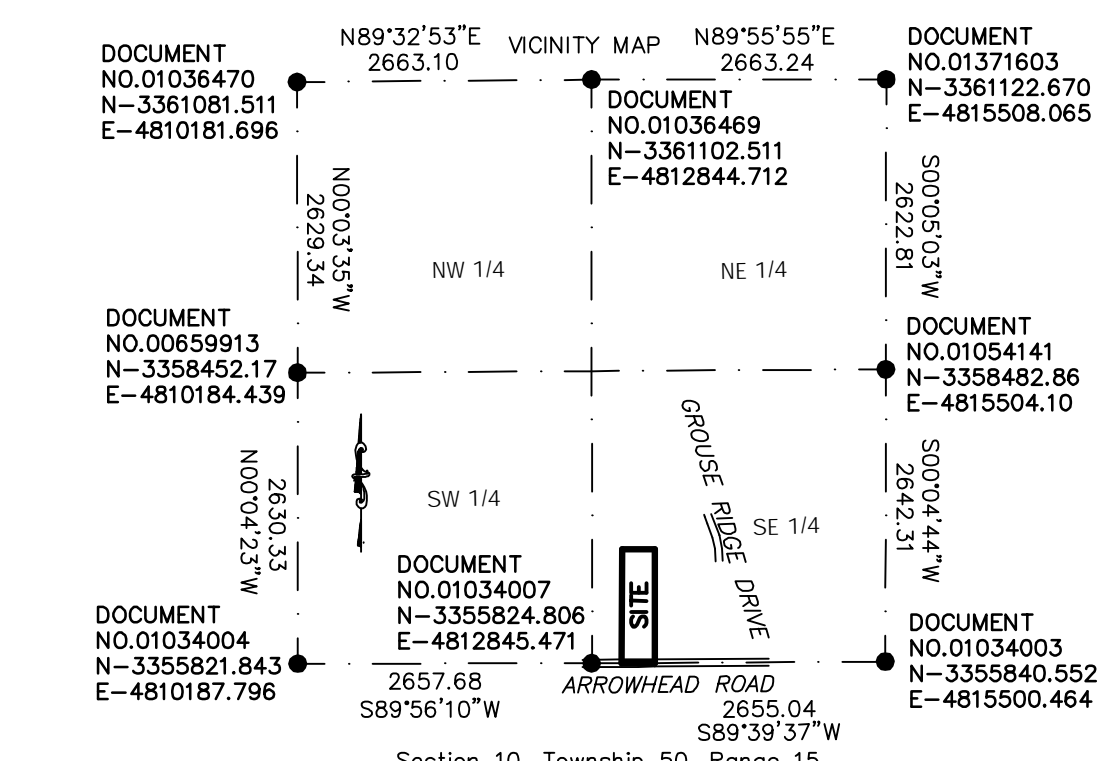 VICINITY MAP
N89°32'53"E
2663.10
N89°55'55"E
2663.24
DOCUMENT
NO.01036470
N-3361081.511
E-4810181.696
DOCUMENT
NO.01036469
N-3361102.511
E-4812844.712
DOCUMENT
NO.01371603
N-3361122.670
E-4815508.065
N00°03'35"W
2629.34
NW 1/4
NE 1/4
S00°05'03"W
2622.81
DOCUMENT
NO.00659913
N-3358452.17
E-4810184.439
DOCUMENT
NO.01054141
N-3358482.86
E-4815504.10
2630.33
N00°04'23"W
SW 1/4
GROUSE RIDGE DRIVE
SE 1/4
S00°04'44"W
2642.31
SITE
DOCUMENT
NO.01034007
N-3355824.806
E-4812845.471
DOCUMENT
NO.01034004
N-3355821.843
E-4810187.796
DOCUMENT
NO.01034003
N-3355840.552
E-4815500.464
2657.68
S89°56'10"W
ARROWHEAD ROAD
2655.04
S89°39'37"W
Section 10, Township 50, Range 15